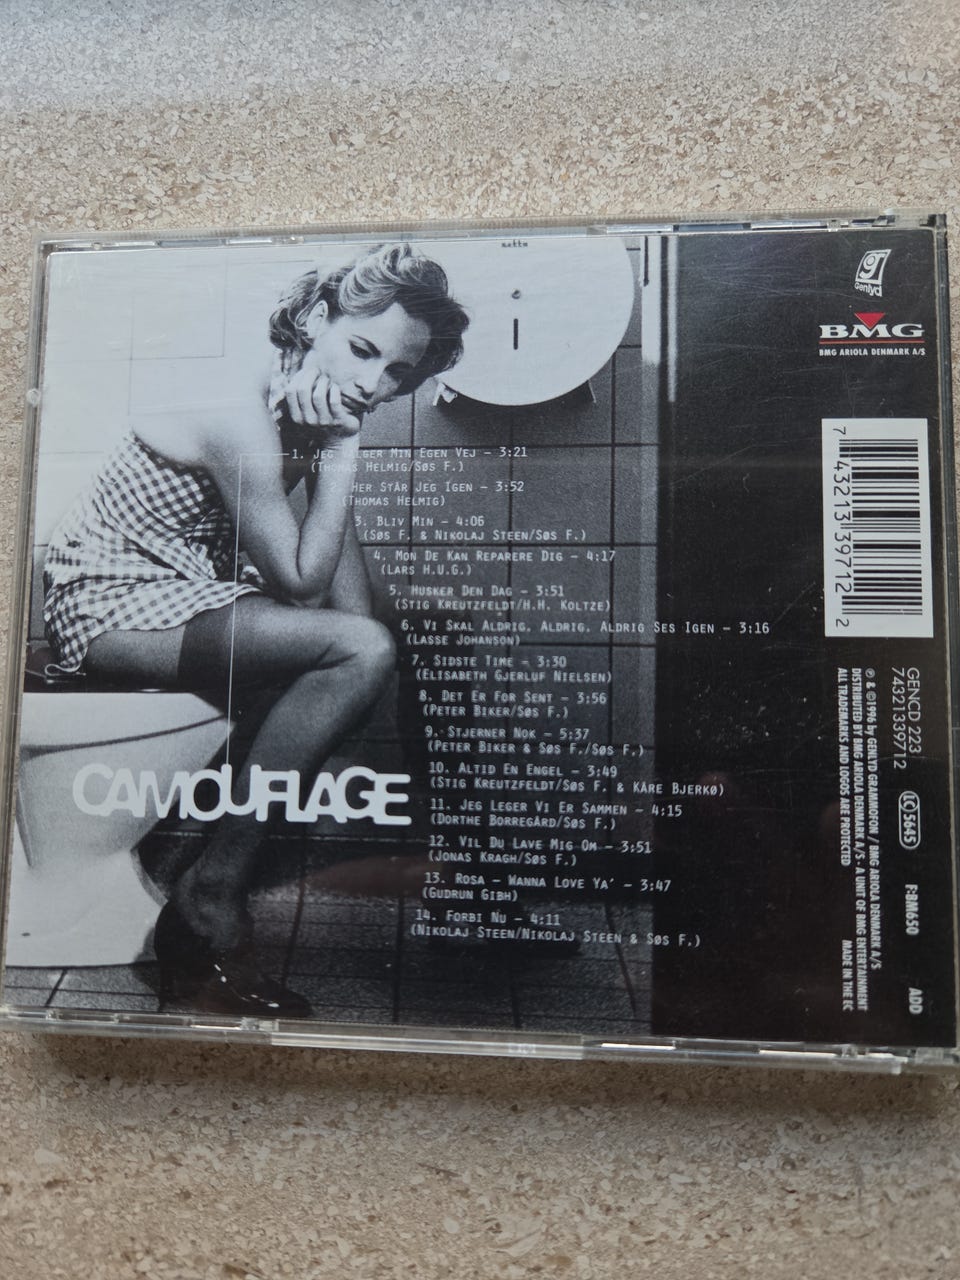 netto
1. Jeg Vælger Min Egen Vej – 3:21
(Thomas Helmig/Søs F.)
Her Står Jeg Igen – 3:52
(Thomas Helmig)
3. Bliv Min – 4:06
(Søs F. & Nikolaj Steen/Søs F.)
4. Mon De Kan Reparere Dig – 4:17
(Lars H.U.G.)
5. Husker Den Dag – 3:51
(Stig Kreutzfeldt/H.H. Koltze)
6. Vi Skal Aldrig, Aldrig, Aldrig Ses Igen – 3:16
(Lasse Johanson)
7. Sidste Time – 3:30
(Elisabeth Gjerluf Nielsen)
8. Det Er For Sent – 3:56
(Peter Biker/Søs F.)
9. Stjerner Nok – 5:37
(Peter Biker & Søs F./Søs F.)
10. Altid En Engel – 3:49
(Stig Kreutzfeldt/Søs F. & Kåre Bjerkø)
11. Jeg Leger Vi Er Sammen – 4:15
(Dorthe Borregård/Søs F.)
12. Vil Du Lave Mig Om – 3:51
(Jonas Kragh/Søs F.)
13. Rosa – Wanna Love Ya' – 3:47
(Gudrun Gibh)
14. Forbi Nu – 4:11
(Nikolaj Steen/Nikolaj Steen & Søs F.)
CAMOUFLAGE
g
Genlyd
BMG
BMG ARIOLA DENMARK A/S
7 43213 39712 2
GENCD 223
74321339712
LC 5645
F:BM650
ADD
℗ & © 1996 by GENLYD GRAMMOFON / BMG ARIOLA DENMARK A/S
DISTRIBUTED BY BMG ARIOLA DENMARK A/S - A UNIT OF BMG ENTERTAINMENT
ALL TRADEMARKS AND LOGOS ARE PROTECTED
MADE IN THE EC